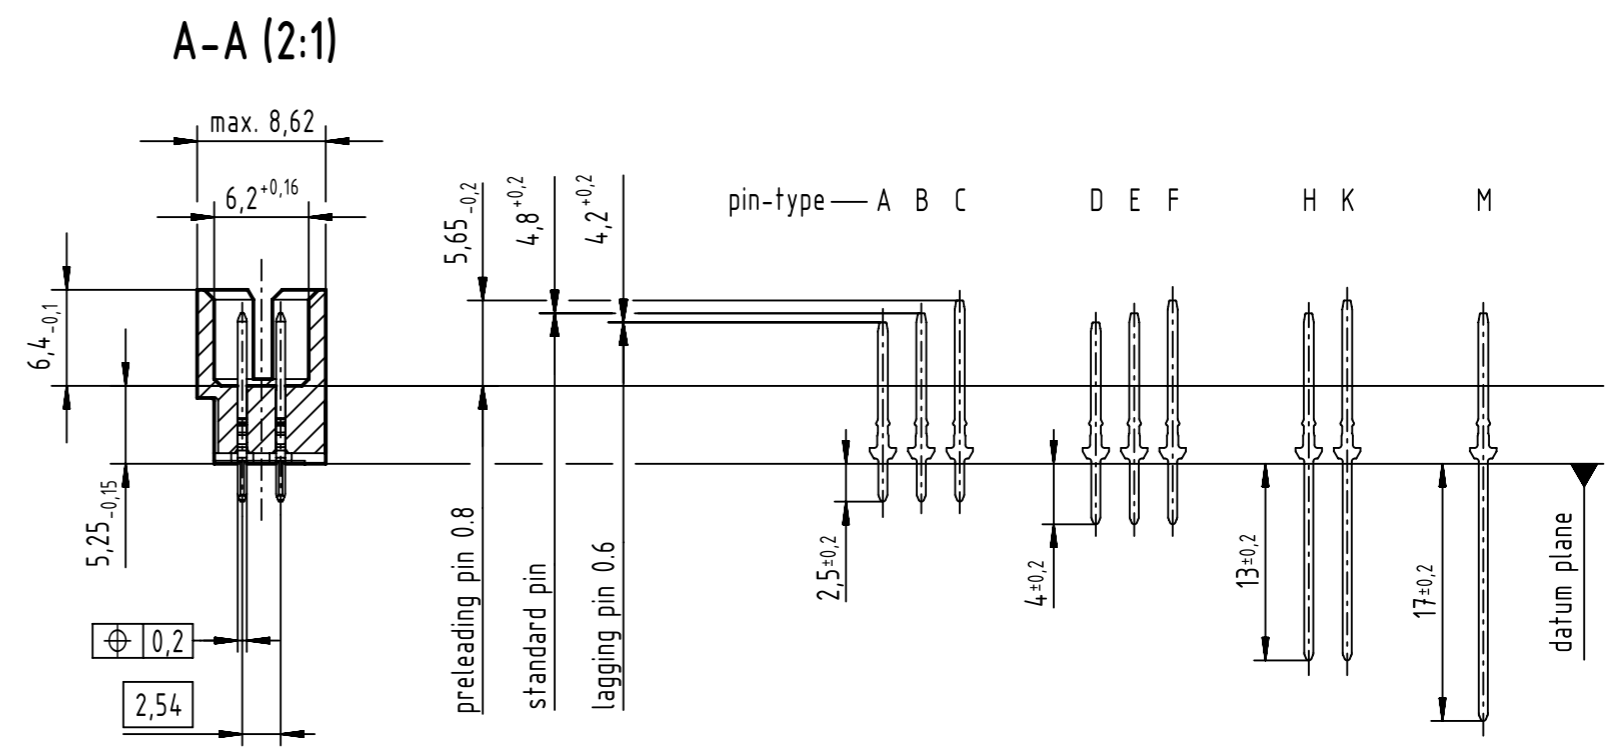 A-A (2:1)
max. 8,62
6,2+0,16
6,4-0,1
5,25-0,15
0,2
2,54
5,65-0,2
4,8+0,2
4,2+0,2
preleading pin 0.8
standard pin
lagging pin 0.6
pin-type A B C D E F H K M
2,5±0,2
4±0,2
13±0,2
17±0,2
datum plane